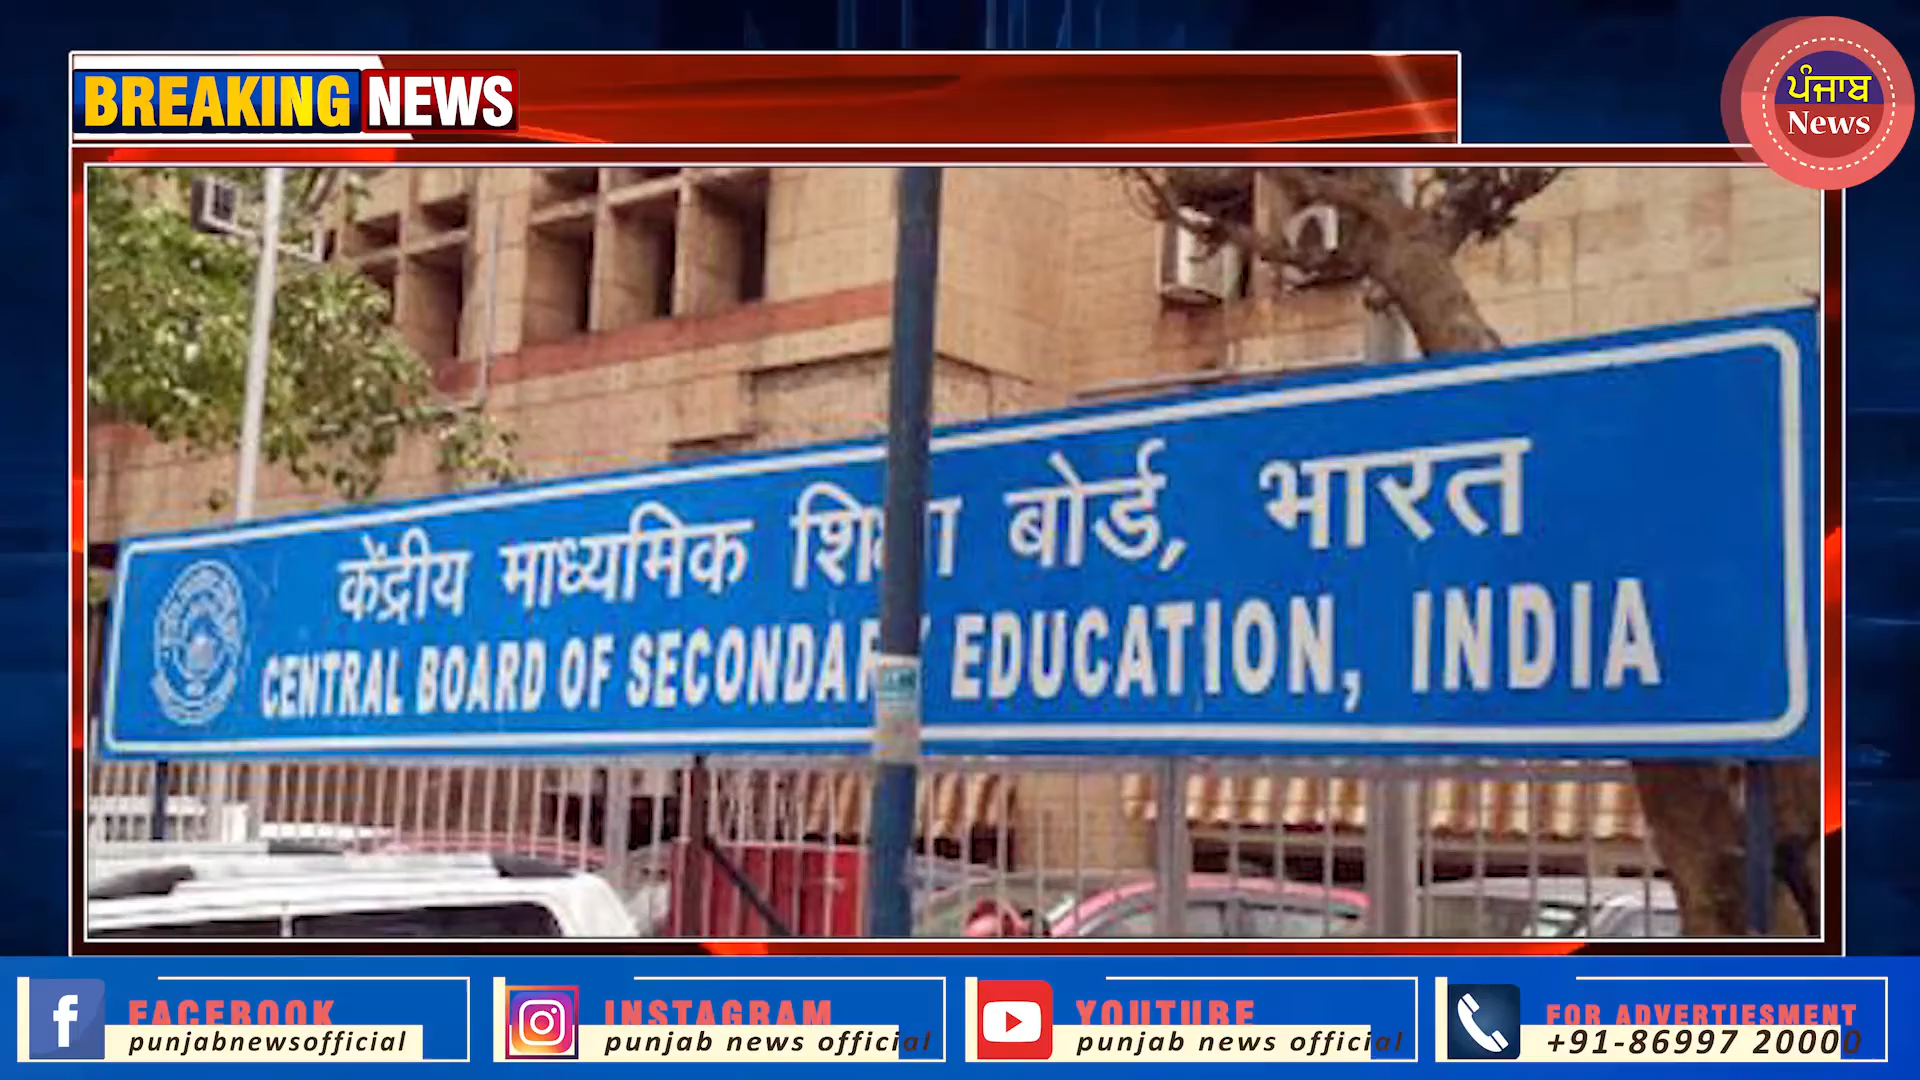 BREAKING NEWS
ਪੰਜਾਬ
News
केंद्रीय माध्यमिक शिक्षा बोर्ड, भारत
CENTRAL BOARD OF SECONDARY EDUCATION, INDIA
FACEBOOK
punjabnewsofficial
INSTAGRAM
punjab news official
YOUTUBE
punjab news official
FOR ADVERTIESMENT
+91-86997 20000